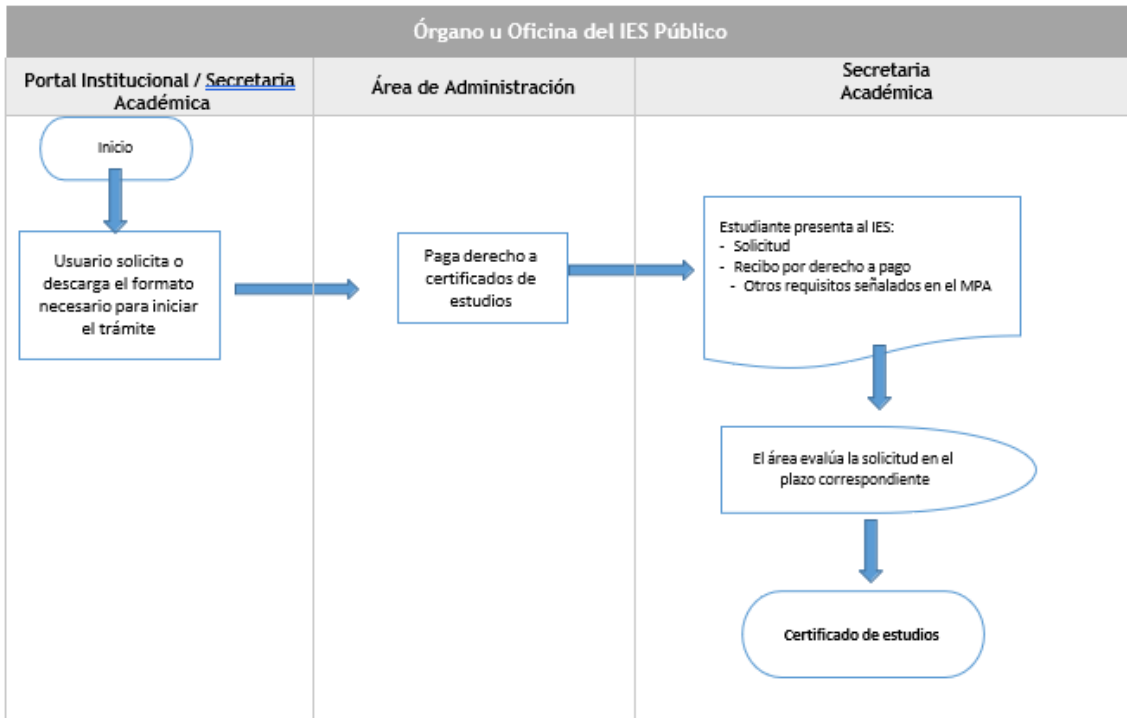 Órgano u Oficina del IES Público
Portal Institucional / Secretaria
Académica
Área de Administración
Secretaria
Académica
Inicio
Usuario solicita o
descarga el formato
necesario para iniciar
el trámite
Paga derecho a
certificados de
estudios
Estudiante presenta al IES:
- Solicitud
- Recibo por derecho a pago
- Otros requisitos señalados en el MPA
El área evalúa la solicitud en el
plazo correspondiente
Certificado de estudios